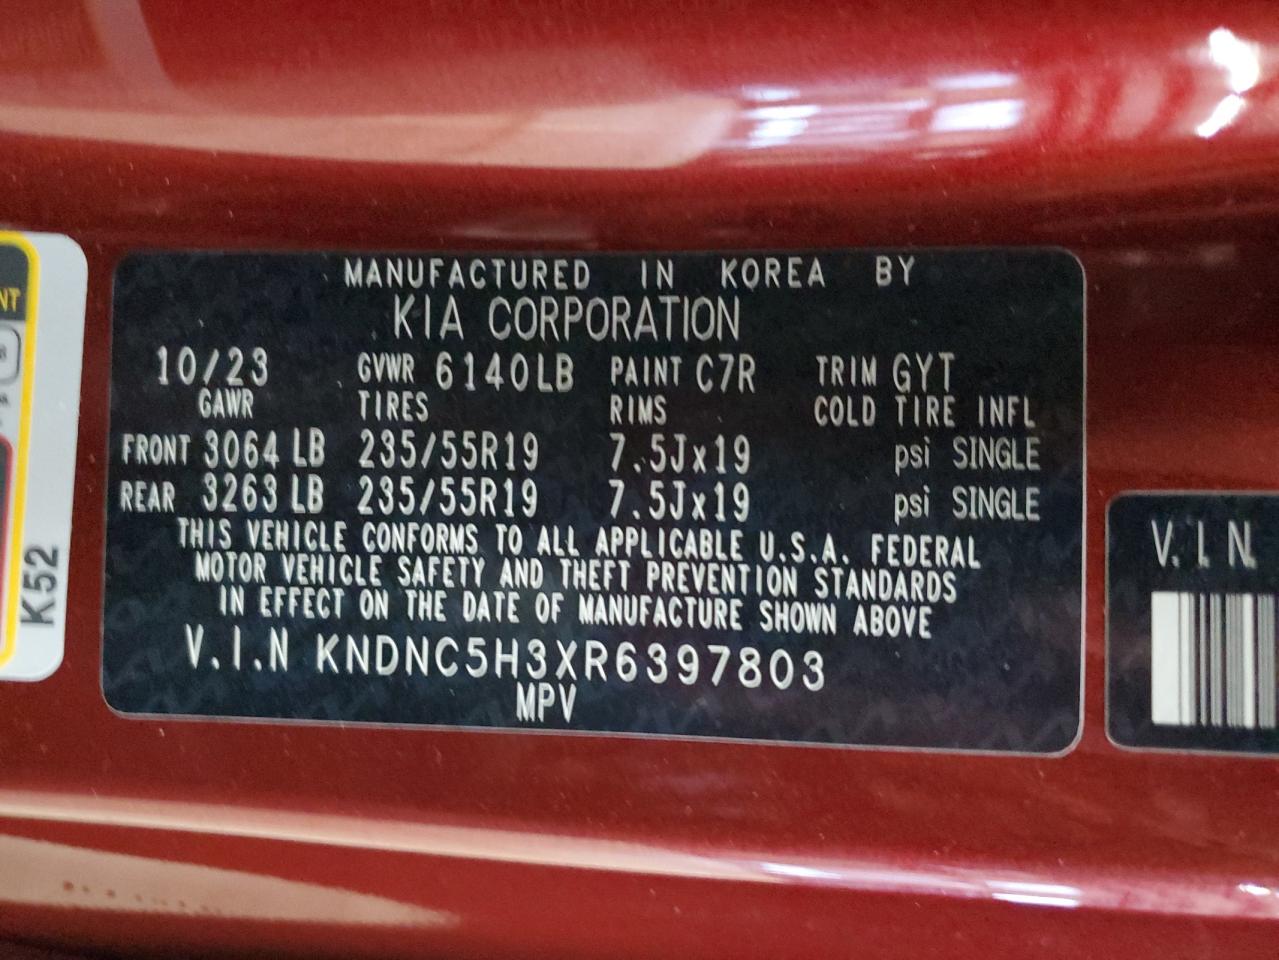 MANUFACTURED IN KOREA BY
KIA CORPORATION
10/23 GVWR 6140LB PAINT C7R TRIM GYT
GAWR TIRES RIMS COLD TIRE INFL
FRONT 3064 LB 235/55R19 7.5Jx19 psi SINGLE
REAR 3263 LB 235/55R19 7.5Jx19 psi SINGLE
THIS VEHICLE CONFORMS TO ALL APPLICABLE U.S.A. FEDERAL
MOTOR VEHICLE SAFETY AND THEFT PREVENTION STANDARDS
IN EFFECT ON THE DATE OF MANUFACTURE SHOWN ABOVE
V.I.N KNDNC5H3XR6397803
MPV
K52
V.I.N